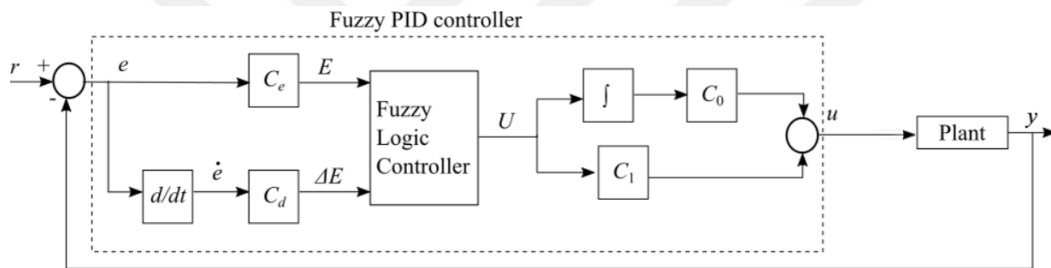 Fuzzy PID controller
r
+
-
e
C_e
E
Fuzzy
Logic
Controller
U
∫
C_0
u
Plant
y
C_1
d/dt
ė
C_d
ΔE